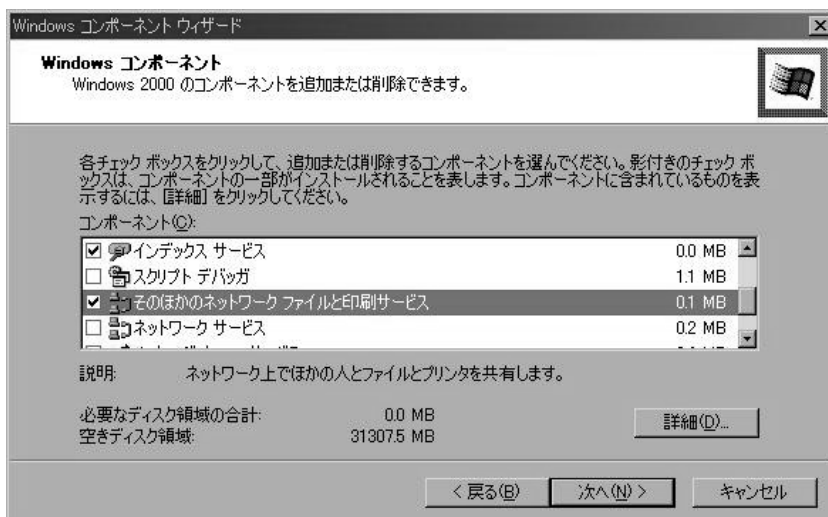 Windows コンポーネント ウィザード
Windows コンポーネント
Windows 2000 のコンポーネントを追加または削除できます。
各チェック ボックスをクリックして、追加または削除するコンポーネントを選んでください。影付きのチェック ボ
ックスは、コンポーネントの一部がインストールされることを表します。コンポーネントに含まれているものを表
示するには、[詳細] をクリックしてください。
コンポーネント(C):
インデックス サービス 0.0 MB
スクリプト デバッガ 1.1 MB
そのほかのネットワーク ファイルと印刷サービス 0.1 MB
ネットワーク サービス 0.2 MB
説明: ネットワーク上でほかの人とファイルとプリンタを共有します。
必要なディスク領域の合計: 0.0 MB
空きディスク領域: 31307.5 MB
詳細(D)...
< 戻る(B) 次へ(N) > キャンセル